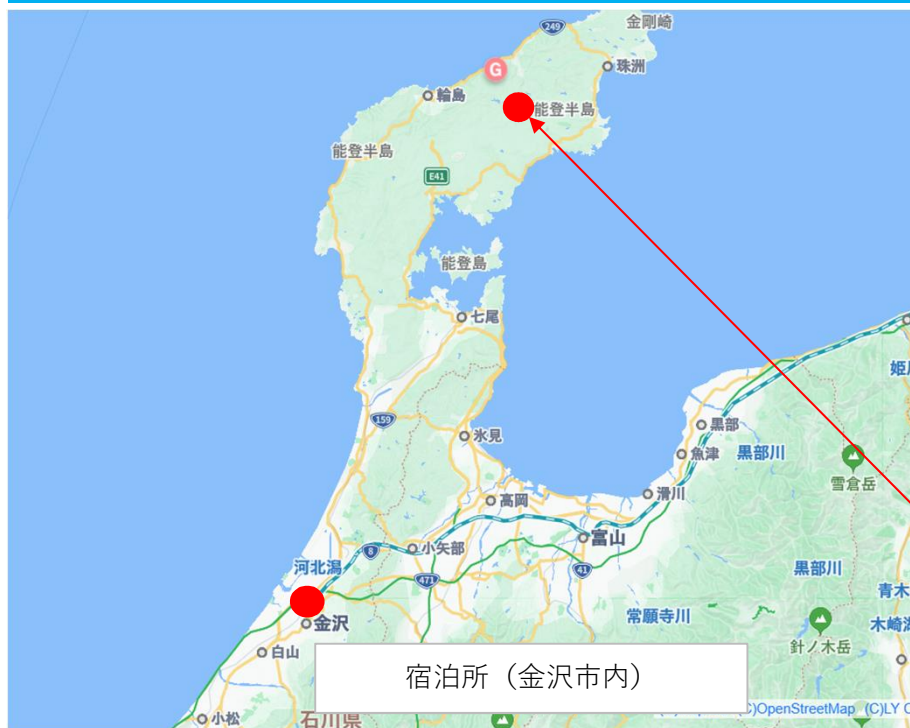 金剛崎
249
珠洲
G
輪島
能登半島
能登半島
E41
能登島
七尾
姫
159
黒部
氷見
黒部川
魚津
雪倉岳
滑川
高岡
富山
小矢部
8
河北潟
471
41
黒部川
青木
金沢
常願寺川
木崎
針ノ木岳
白山
宿泊所（金沢市内）
小松
石川県
)OpenStreetMap (C)LY C